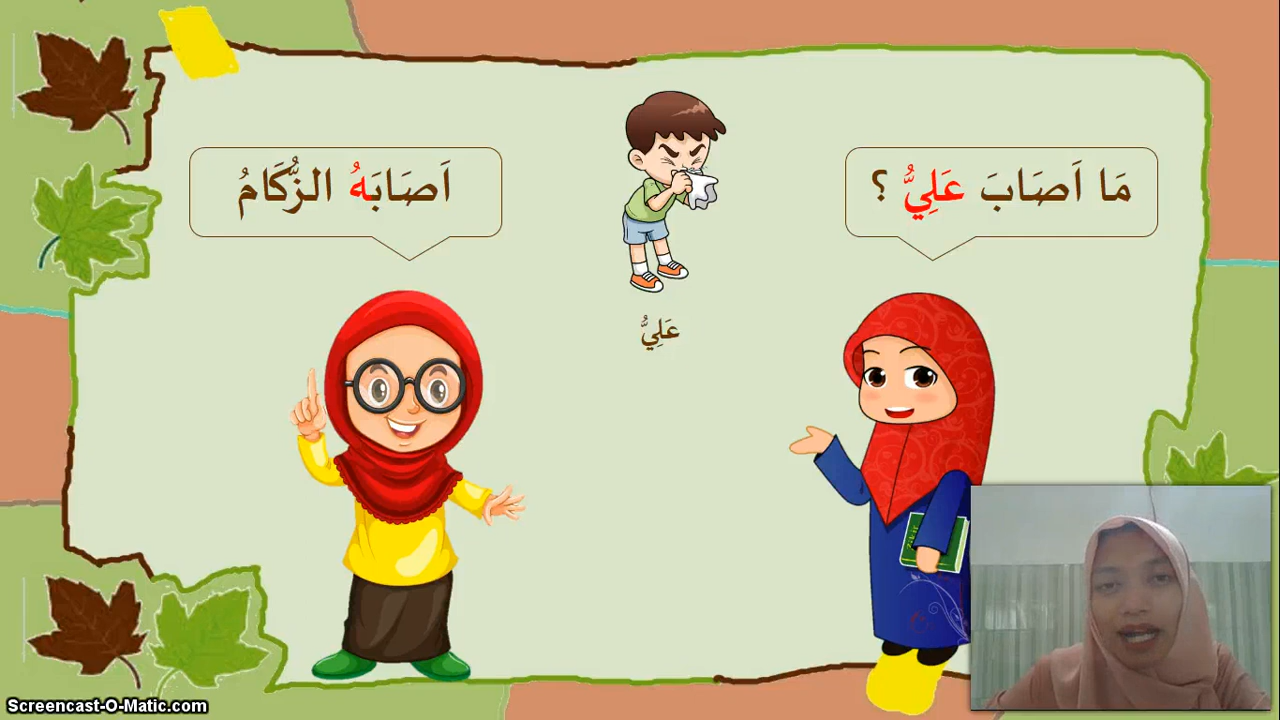 مَا اَصَابَ عَلِيُّ ؟
اَصَابَهُ الزُّكَامُ
عَلِيُّ
Screencast-O-Matic.com